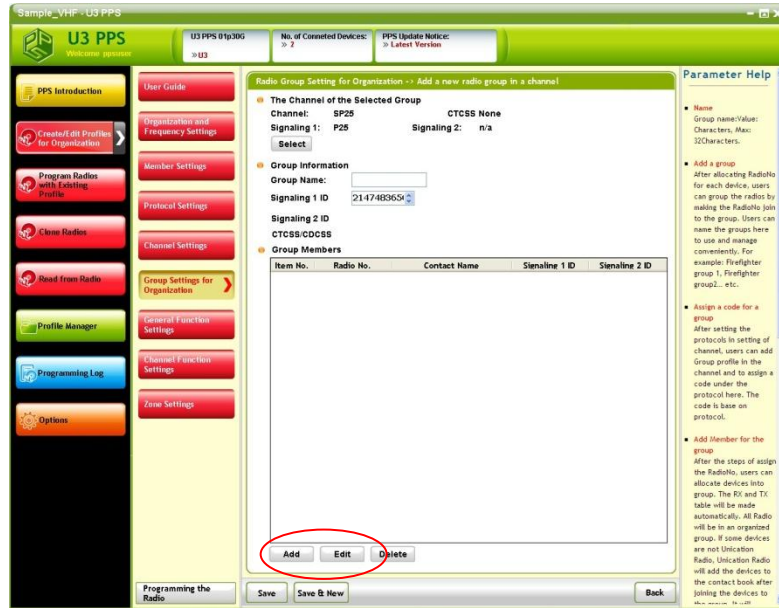 Sample_VHF - U3 PPS
U3 PPS
U3 PPS 01p30G
» U3
No. of Conneted Devices:
» 2
PPS Update Notice:
» Latest Version
PPS Introduction
Create/Edit Profiles for Organization
Program Radios with Existing Profile
Clone Radios
Read from Radio
Profile Manager
Programming Log
Options
User Guide
Organization and Frequency Settings
Member Settings
Protocol Settings
Channel Settings
Group Settings for Organization
General Function Settings
Channel Function Settings
Zone Settings
Programming the Radio
Radio Group Setting for Organization -> Add a new radio group in a channel
The Channel of the Selected Group
Channel: SP25 CTCSS None
Signaling 1: P25 Signaling 2: n/a
Select
Group Information
Group Name:
Signaling 1 ID 214748365
Signaling 2 ID
CTCSS/CDCSS
Group Members
Item No. Radio No. Contact Name Signaling 1 ID Signaling 2 ID
Add Edit Delete
Save Save & New Back
Parameter Help
Name
Group name:Value:
Characters, Max:
32Characters.
Add a group
After allocating RadioNo
for each device, users
can group the radios by
making the RadioNo join
to the group. Users can
name the groups here
to use and manage
conveniently. For
example: Firefighter
group 1, Firefighter
group2... etc.
Assign a code for a
group
After setting the
protocols in setting of
channel, users can add
Group profile in the
channel and to assign a
code under the
protocol here. The
code is base on
protocol.
Add Member for the
group
After the steps of assign
the RadioNo, users can
allocate devices into
group. The RX and TX
table will be made
automatically. All Radio
will be in an organized
group. If some devices
are not Unication
Radio, Unication Radio
will add the devices to
the contact book after
joining the devices to